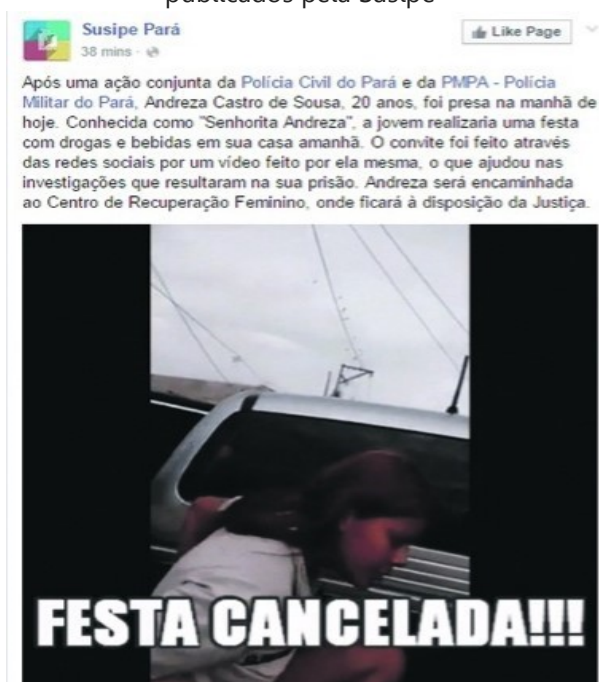 publicados pela Susipe
Susipe Pará
38 mins ·
Like Page
Após uma ação conjunta da Polícia Civil do Pará e da PMPA - Polícia
Militar do Pará, Andreza Castro de Sousa, 20 anos, foi presa na manhã de
hoje. Conhecida como "Senhorita Andreza", a jovem realizaria uma festa
com drogas e bebidas em sua casa amanhã. O convite foi feito através
das redes sociais por um vídeo feito por ela mesma, o que ajudou nas
investigações que resultaram na sua prisão. Andreza será encaminhada
ao Centro de Recuperação Feminino, onde ficará à disposição da Justiça.
FESTA CANCELADA!!!